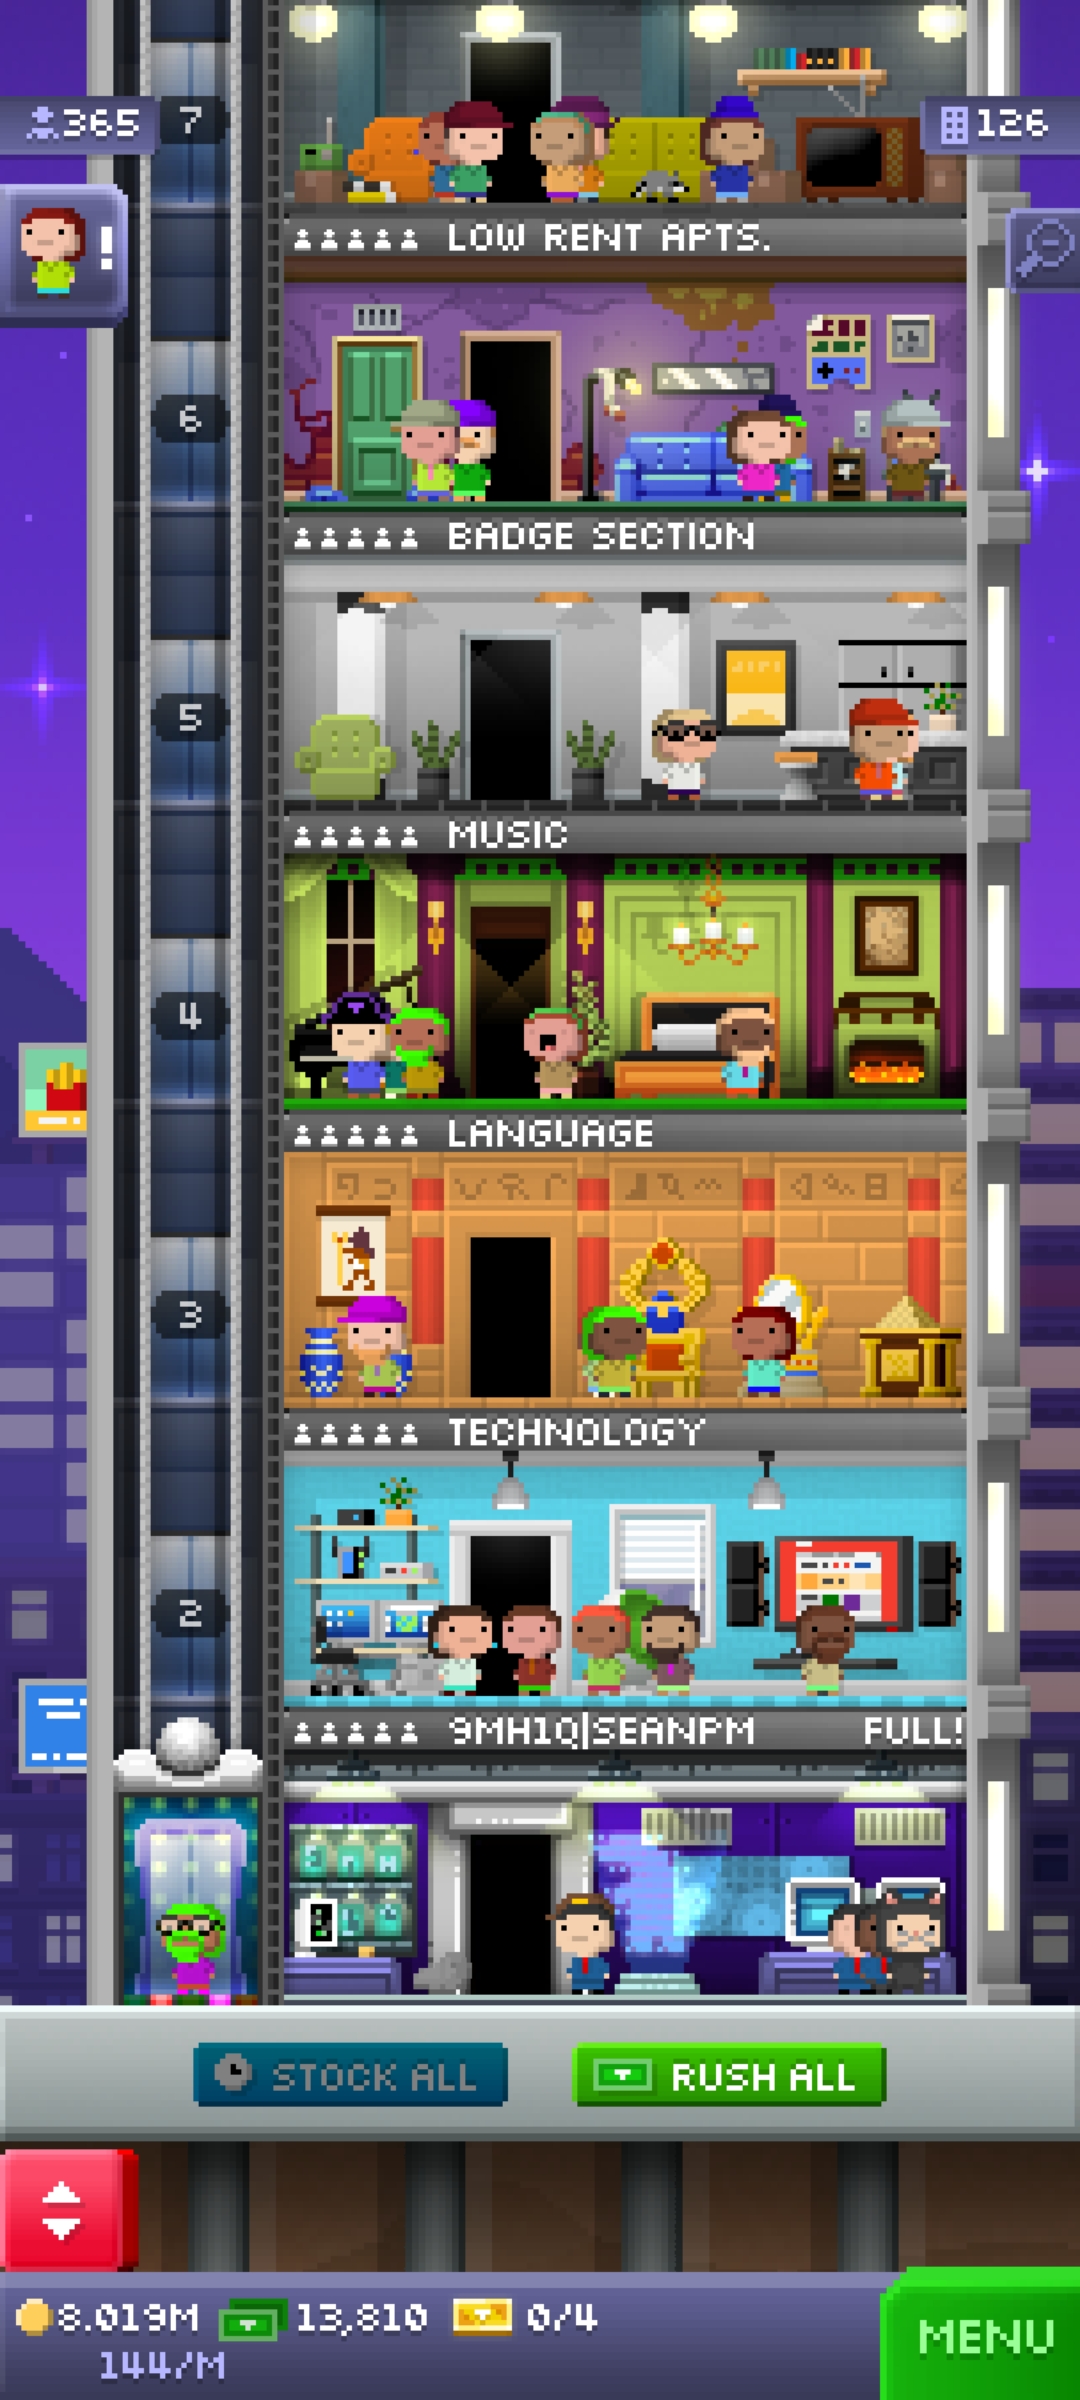 7
365
126
!
LOW RENT APTS.
6
BADGE SECTION
5
MUSIC
4
LANGUAGE
3
TECHNOLOGY
2
9MH1Q|SEANPM FULL!
STOCK ALL
RUSH ALL
8.019M 13,810 0/4
144/M
MENU